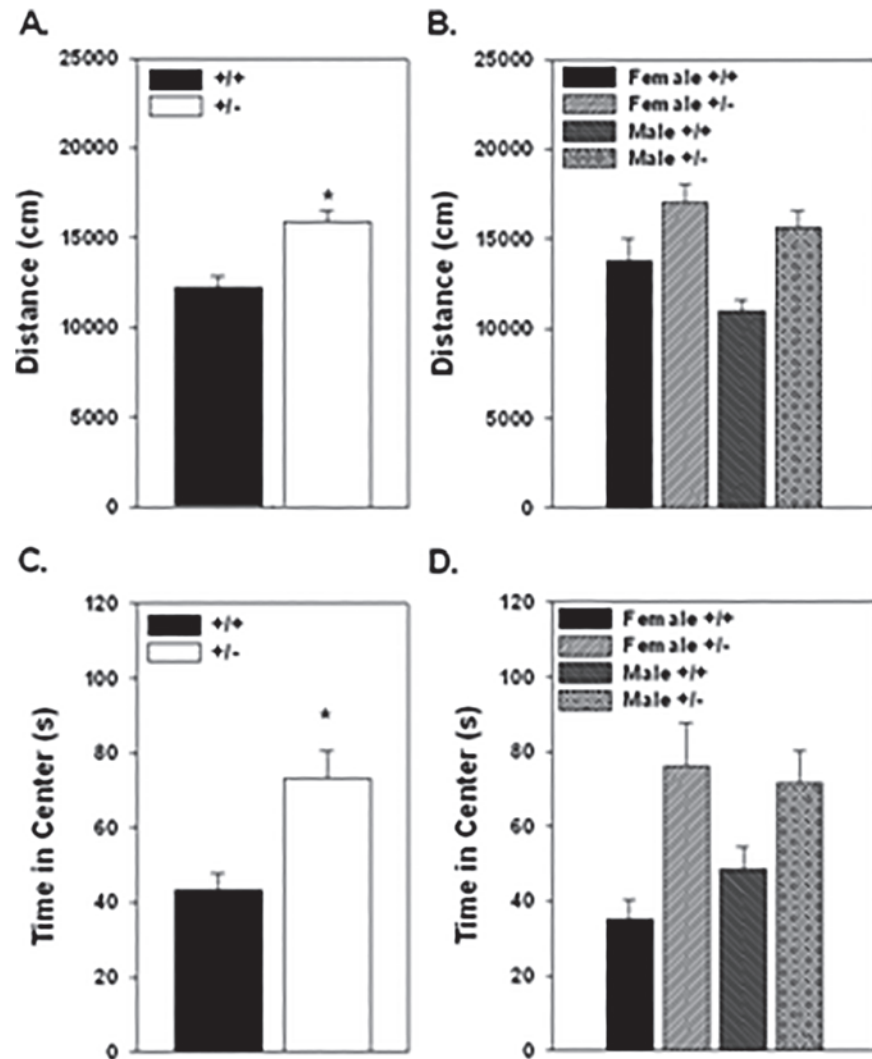 A.
25000
20000
15000
10000
5000
0
Distance (cm)
+/+
+/-
*
B.
25000
20000
15000
10000
5000
0
Distance (cm)
Female +/+
Female +/-
Male +/+
Male +/-
C.
120
100
80
60
40
20
0
Time in Center (s)
+/+
+/-
*
D.
120
100
80
60
40
20
0
Time in Center (s)
Female +/+
Female +/-
Male +/+
Male +/-